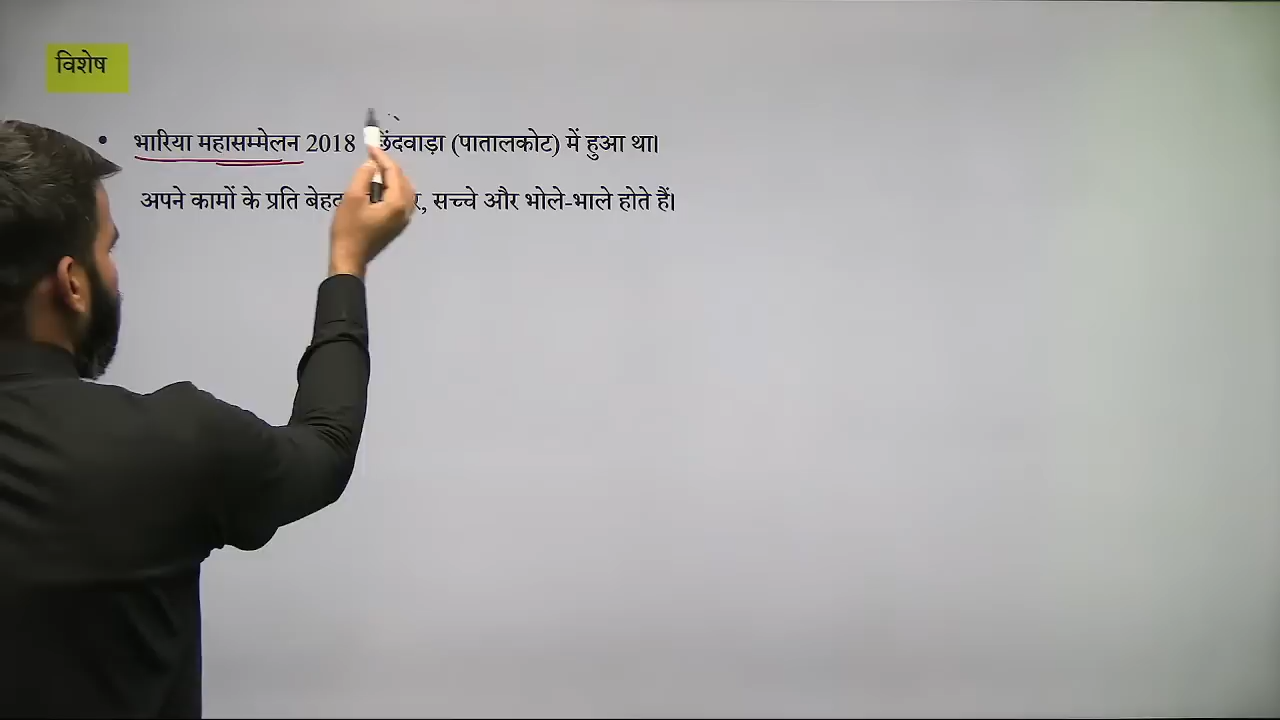 विशेष
• भारिया महासम्मेलन 2018 छिंदवाड़ा (पातालकोट) में हुआ था।
अपने कामों के प्रति सच्चे और भोले-भाले होते हैं।